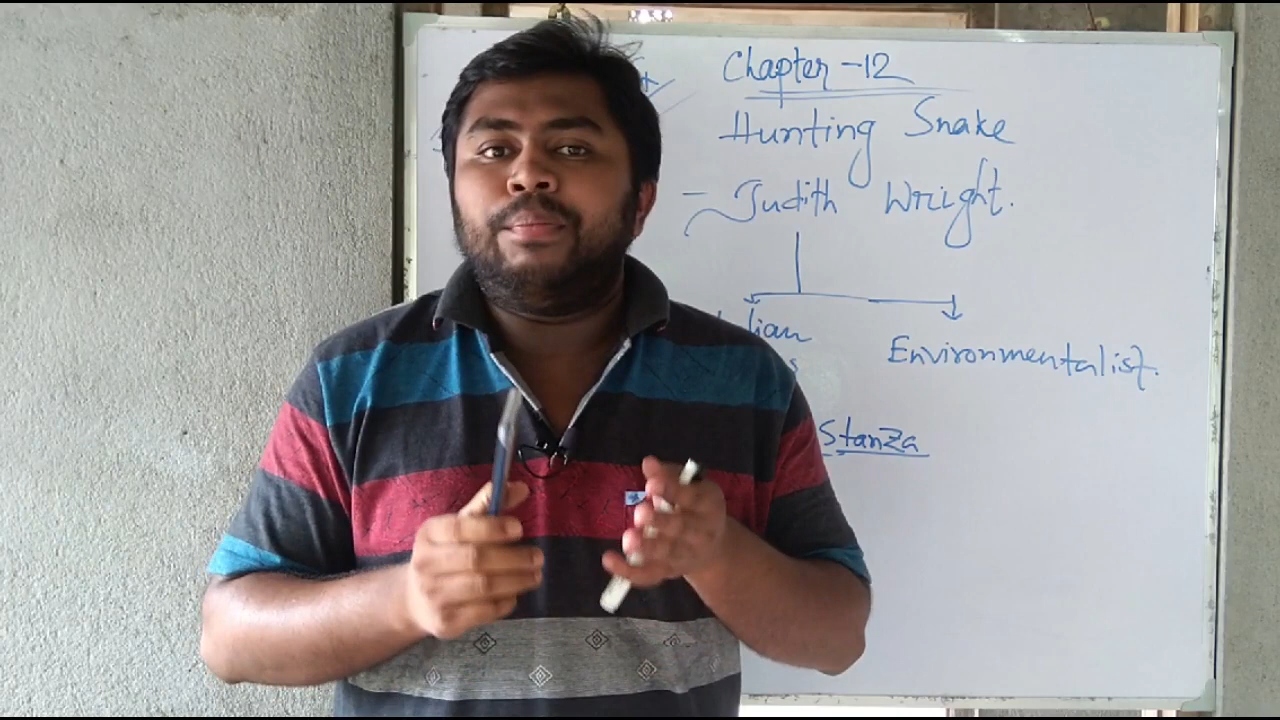 Chapter-12
Hunting Snake
- Judith Wright.
Environmentalist.
Stanza